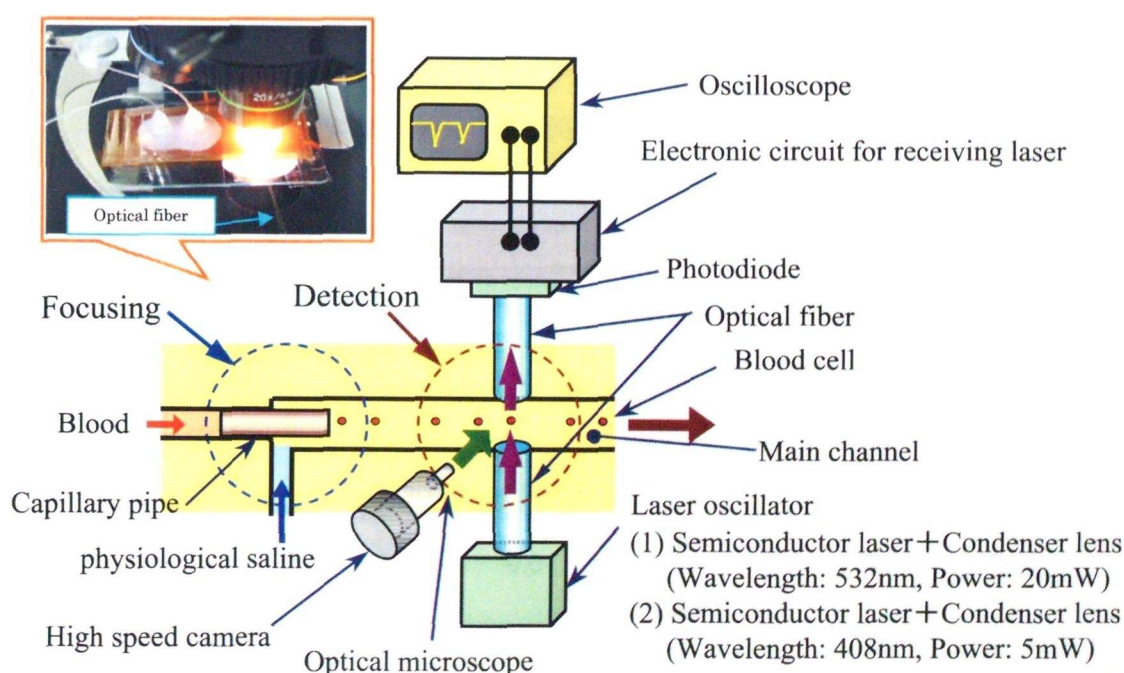 20×/
Optical fiber
Oscilloscope
Electronic circuit for receiving laser
Photodiode
Focusing
Detection
Optical fiber
Blood cell
Blood
Main channel
Capillary pipe
physiological saline
Laser oscillator
(1) Semiconductor laser＋Condenser lens
(Wavelength: 532nm, Power: 20mW)
(2) Semiconductor laser＋Condenser lens
(Wavelength: 408nm, Power: 5mW)
High speed camera
Optical microscope